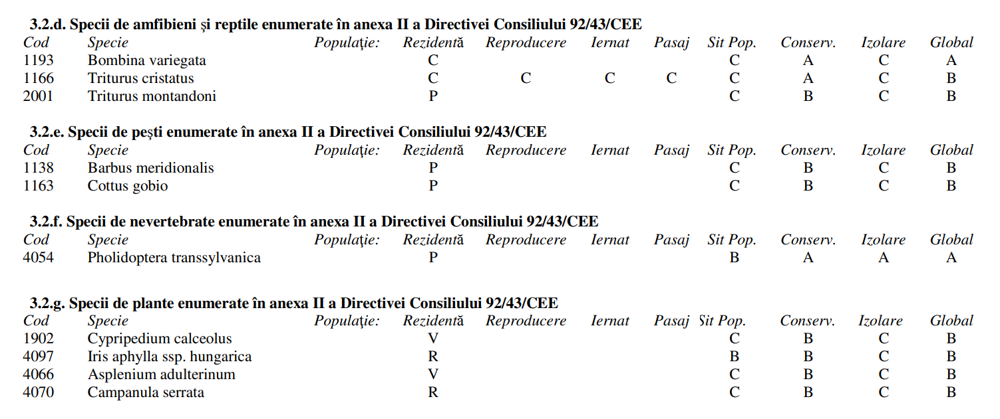 3.2.d. Specii de amfibieni şi reptile enumerate în anexa II a Directivei Consiliului 92/43/CEE
Cod Specie Populaţie: Rezidentă Reproducere Iernat Pasaj Sit Pop. Conserv. Izolare Global
1193 Bombina variegata C C A C A
1166 Triturus cristatus C C C C C A C B
2001 Triturus montandoni P C B C B
3.2.e. Specii de peşti enumerate în anexa II a Directivei Consiliului 92/43/CEE
Cod Specie Populaţie: Rezidentă Reproducere Iernat Pasaj Sit Pop. Conserv. Izolare Global
1138 Barbus meridionalis P C B C B
1163 Cottus gobio P C B C B
3.2.f. Specii de nevertebrate enumerate în anexa II a Directivei Consiliului 92/43/CEE
Cod Specie Populaţie: Rezidentă Reproducere Iernat Pasaj Sit Pop. Conserv. Izolare Global
4054 Pholidoptera transsylvanica P B A A A
3.2.g. Specii de plante enumerate în anexa II a Directivei Consiliului 92/43/CEE
Cod Specie Populaţie: Rezidentă Reproducere Iernat Pasaj Sit Pop. Conserv. Izolare Global
1902 Cypripedium calceolus V C B C B
4097 Iris aphylla ssp. hungarica R B B C B
4066 Asplenium adulterinum V C B C B
4070 Campanula serrata R C B C B